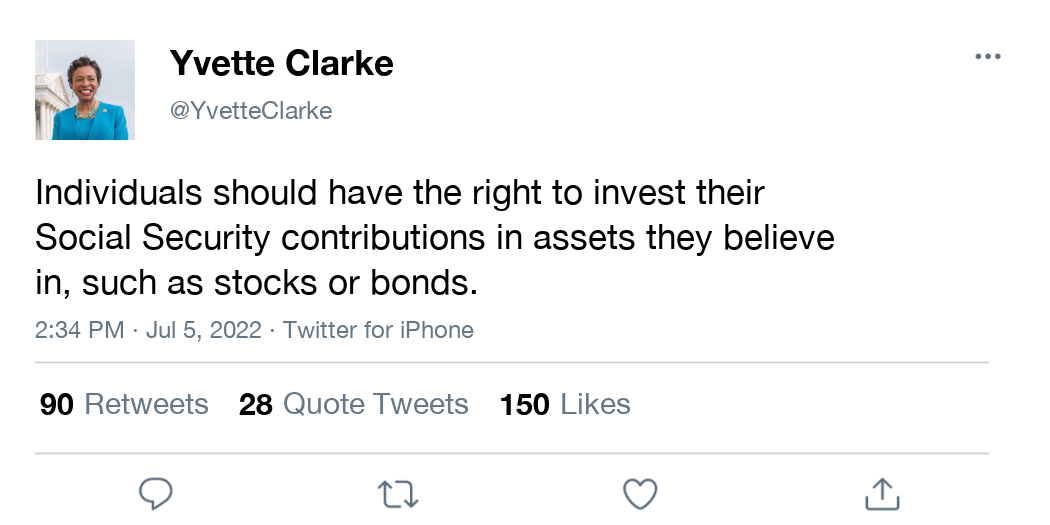 Yvette Clarke
@YvetteClarke
Individuals should have the right to invest their
Social Security contributions in assets they believe
in, such as stocks or bonds.
2:34 PM · Jul 5, 2022 · Twitter for iPhone
90 Retweets 28 Quote Tweets 150 Likes